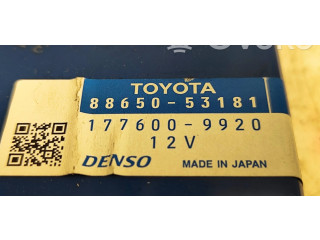 TOYOTA
88650-53181
177600-9920
12V
DENSO MADE IN JAPAN